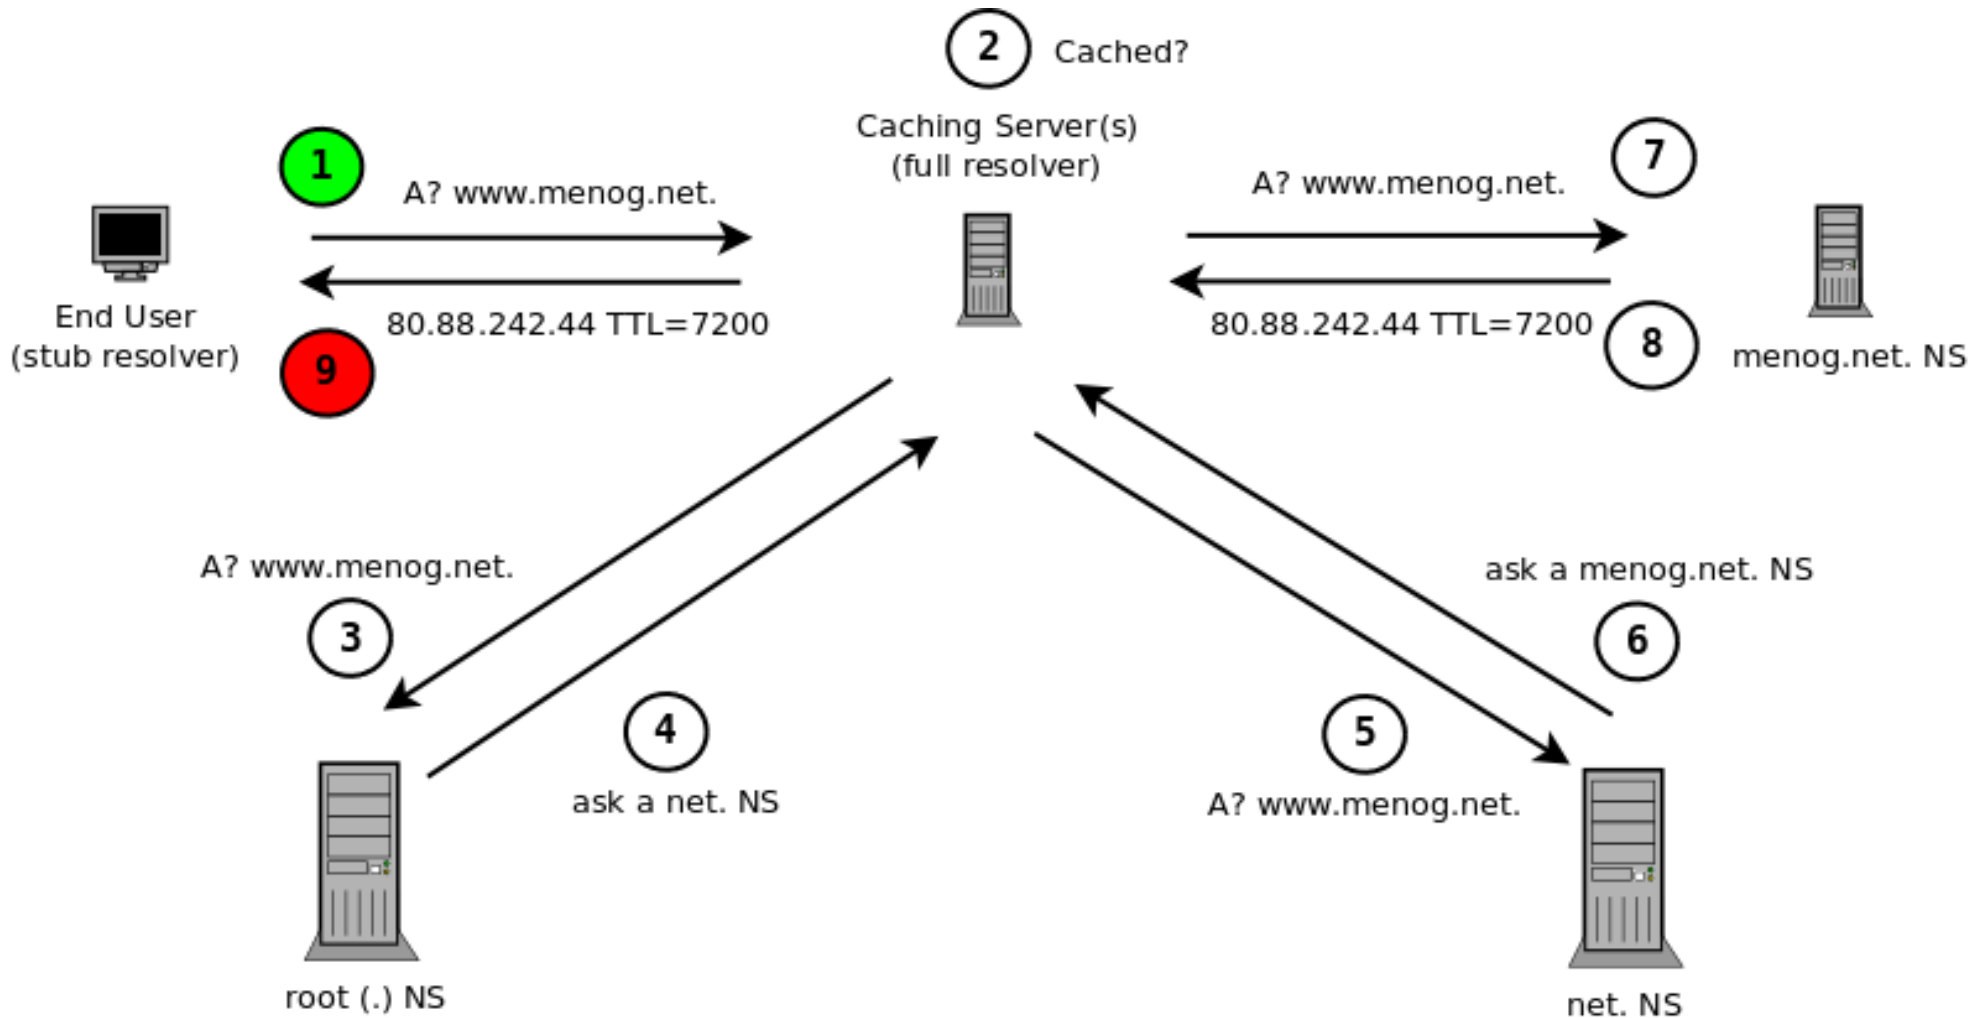 2
Cached?
Caching Server(s)
(full resolver)
1
A? www.menog.net.
80.88.242.44 TTL=7200
9
End User
(stub resolver)
A? www.menog.net.
7
80.88.242.44 TTL=7200
8
menog.net. NS
A? www.menog.net.
3
4
ask a net. NS
root (.) NS
ask a menog.net. NS
6
5
A? www.menog.net.
net. NS